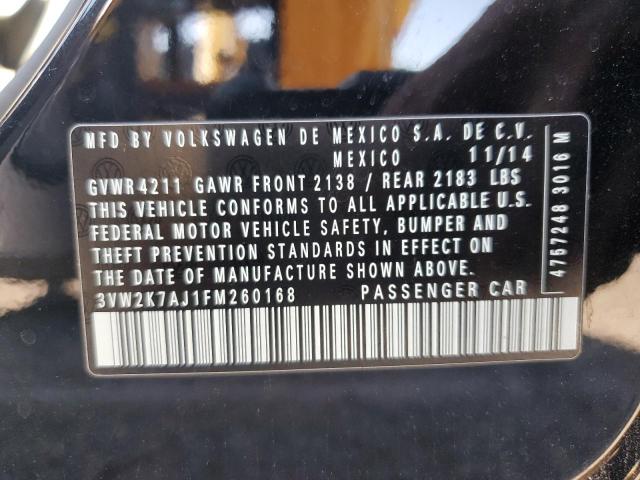 MFD BY VOLKSWAGEN DE MEXICO S.A. DE C.V.
MEXICO 11/14
GVWR 4211 GAWR FRONT 2138 / REAR 2183 LBS
THIS VEHICLE CONFORMS TO ALL APPLICABLE U.S.
FEDERAL MOTOR VEHICLE SAFETY, BUMPER AND
THEFT PREVENTION STANDARDS IN EFFECT ON
THE DATE OF MANUFACTURE SHOWN ABOVE.
3VW2K7AJ1FM260168 PASSENGER CAR
4757248 3016 M